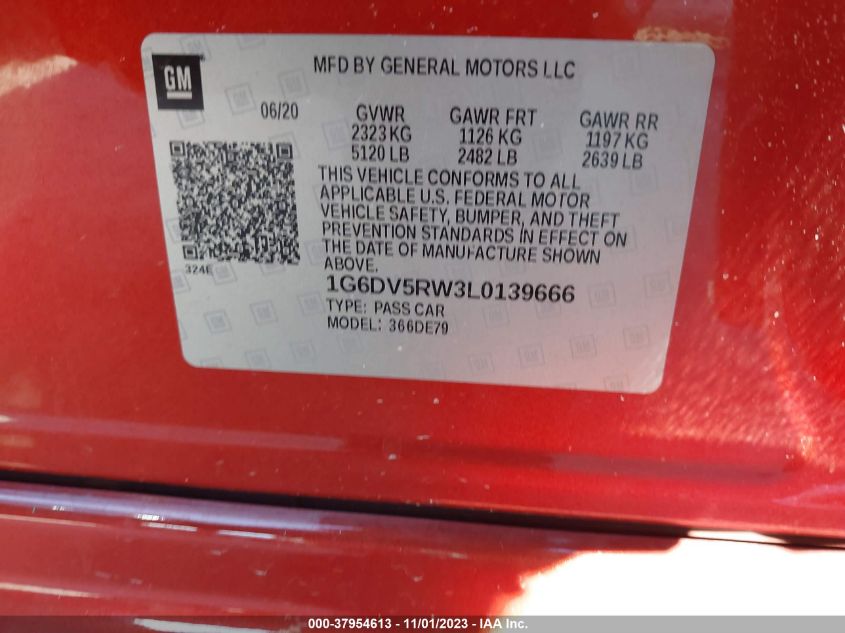 GM
MFD BY GENERAL MOTORS LLC
06/20 GVWR GAWR FRT GAWR RR
2323 KG 1126 KG 1197 KG
5120 LB 2482 LB 2639 LB
THIS VEHICLE CONFORMS TO ALL
APPLICABLE U.S. FEDERAL MOTOR
VEHICLE SAFETY, BUMPER, AND THEFT
PREVENTION STANDARDS IN EFFECT ON
THE DATE OF MANUFACTURE SHOWN
ABOVE.
324E
1G6DV5RW3L0139666
TYPE: PASS CAR
MODEL: 366DE79
000-37954613 - 11/01/2023 - IAA Inc.